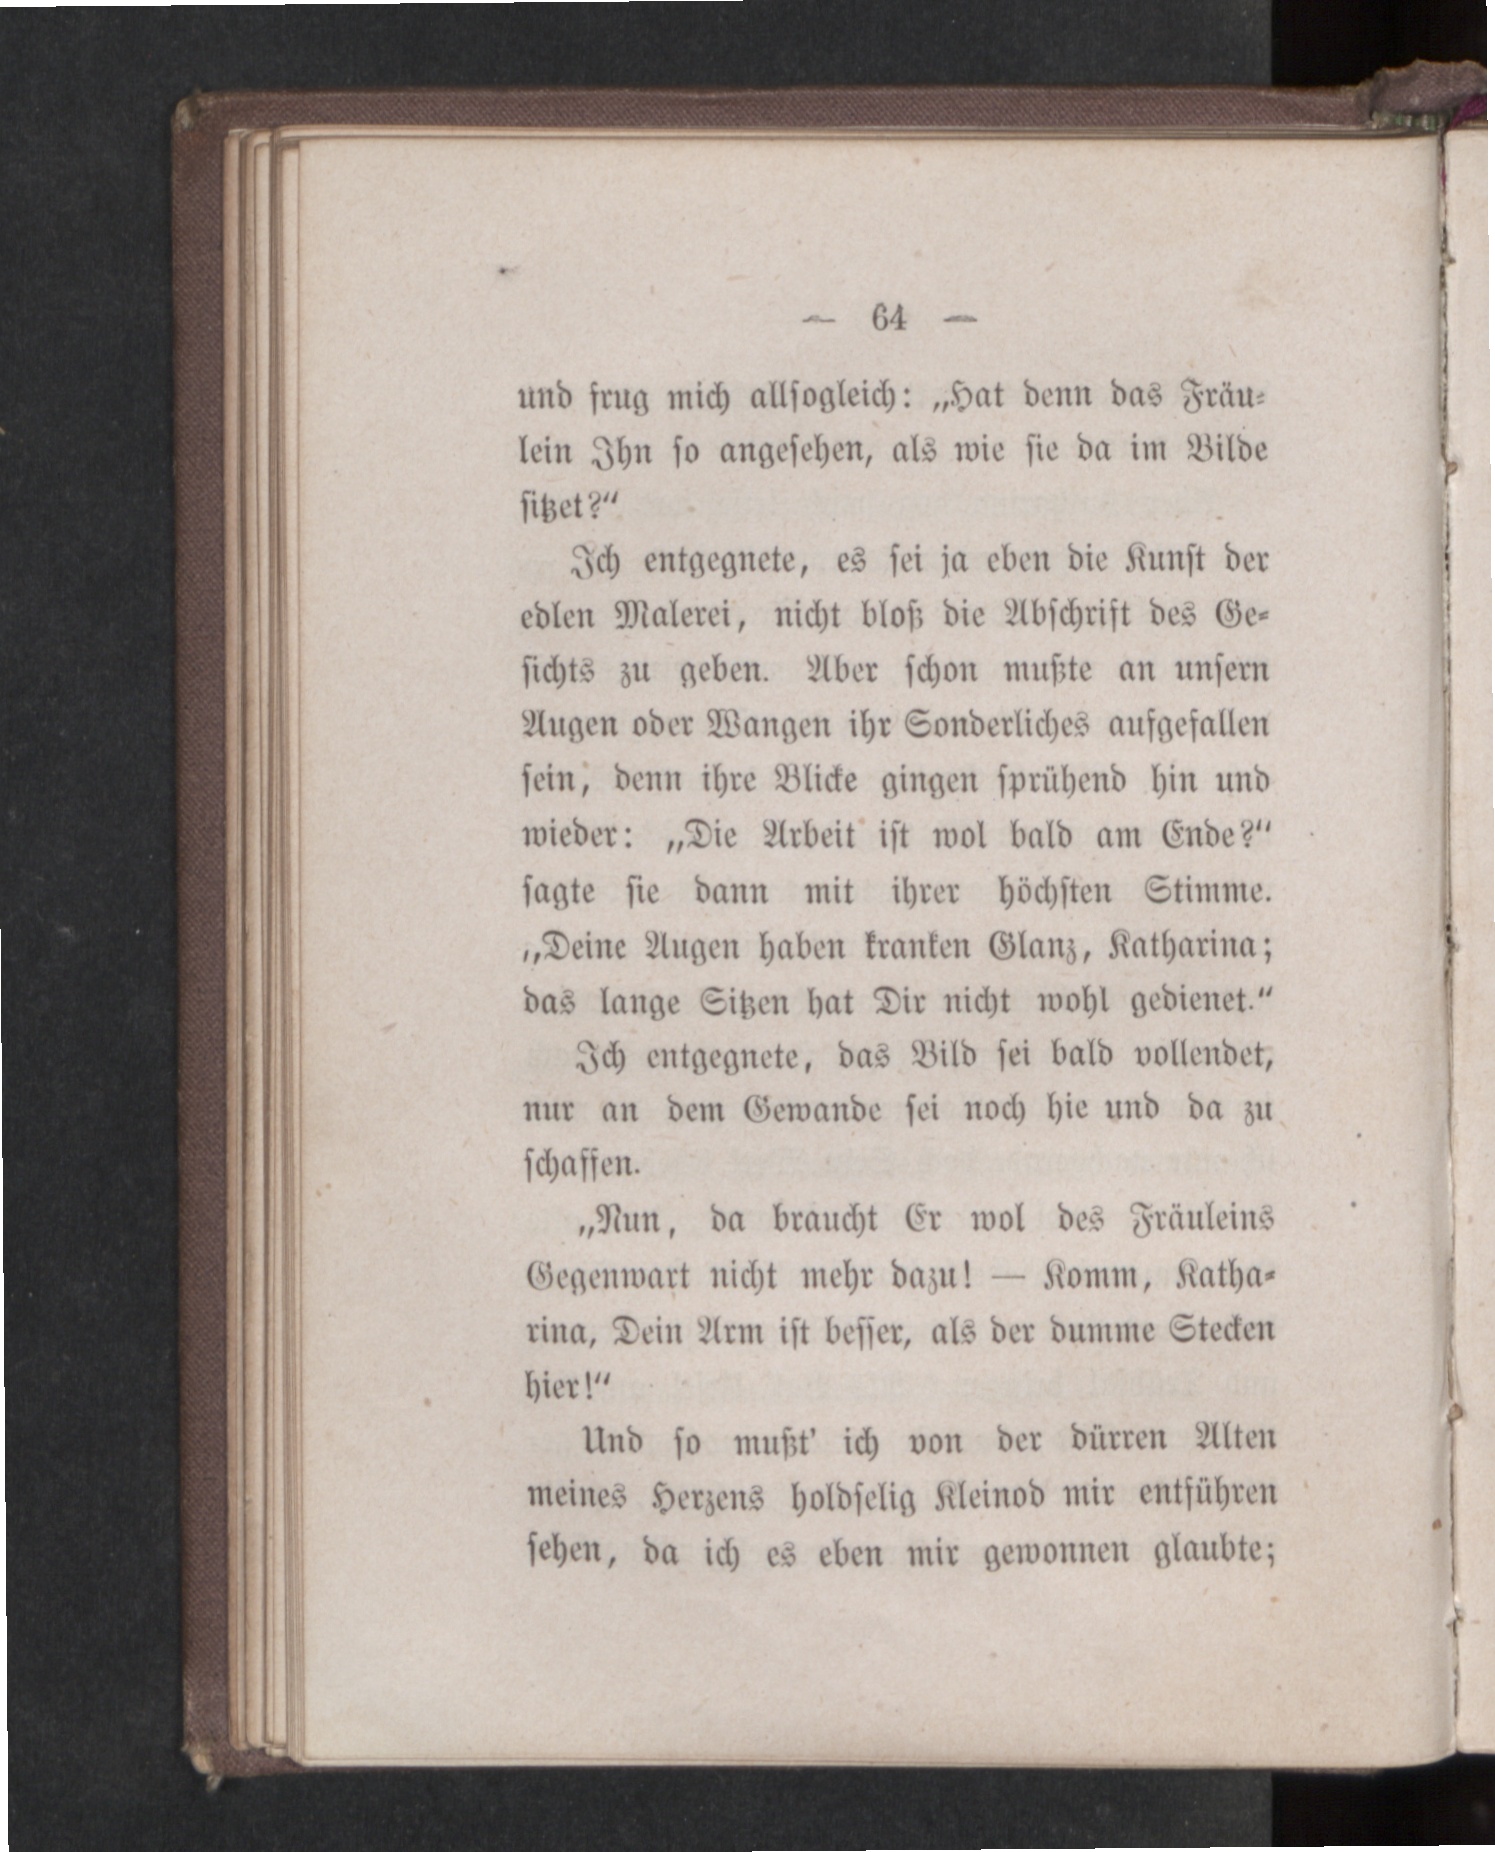 — 64 —
und frug mich allſogleich: „Hat denn das Fräu⸗
lein Ihn ſo angeſehen, als wie ſie da im Bilde
ſitzet?“
Ich entgegnete, es ſei ja eben die Kunſt der
edlen Malerei, nicht bloß die Abſchrift des Ge⸗
ſichts zu geben. Aber ſchon mußte an unſern
Augen oder Wangen ihr Sonderliches aufgefallen
ſein, denn ihre Blicke gingen ſprühend hin und
wieder: „Die Arbeit iſt wol bald am Ende?“
ſagte ſie dann mit ihrer höchſten Stimme.
„Deine Augen haben kranken Glanz, Katharina;
das lange Sitzen hat Dir nicht wohl gedienet.“
Ich entgegnete, das Bild ſei bald vollendet,
nur an dem Gewande ſei noch hie und da zu
ſchaffen.
„Nun, da braucht Er wol des Fräuleins
Gegenwart nicht mehr dazu! — Komm, Katha⸗
rina, Dein Arm iſt beſſer, als der dumme Stecken
hier!“
Und ſo mußt’ ich von der dürren Alten
meines Herzens holdſelig Kleinod mir entführen
ſehen, da ich es eben mir gewonnen glaubte;